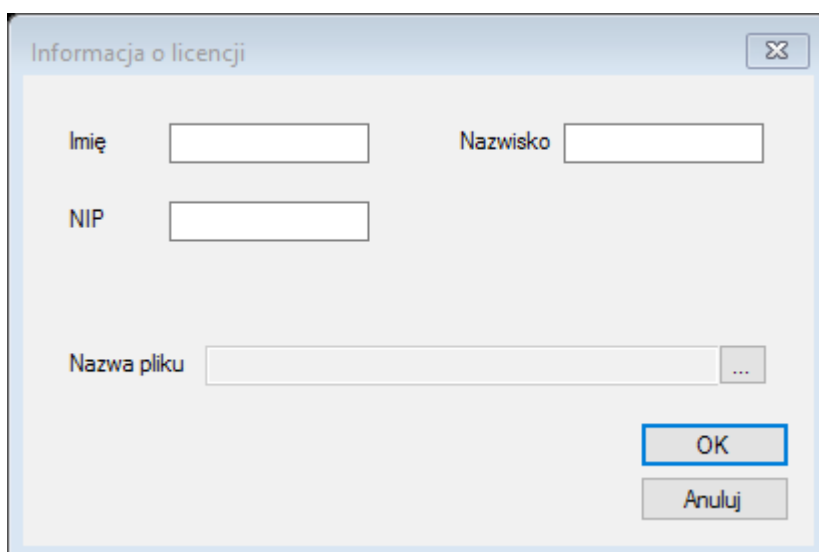 Informacja o licencji
Imię
Nazwisko
NIP
Nazwa pliku
...
OK
Anuluj